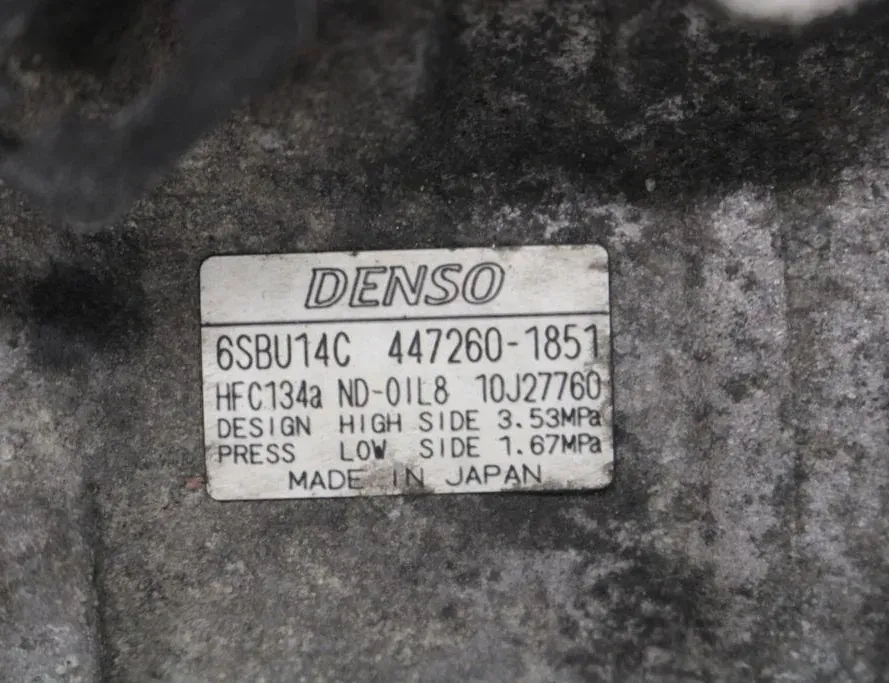 DENSO
6SBU14C 447260-1851
HFC134a ND-OIL8 10J27760
DESIGN HIGH SIDE 3.53MPa
PRESS LOW SIDE 1.67MPa
MADE IN JAPAN